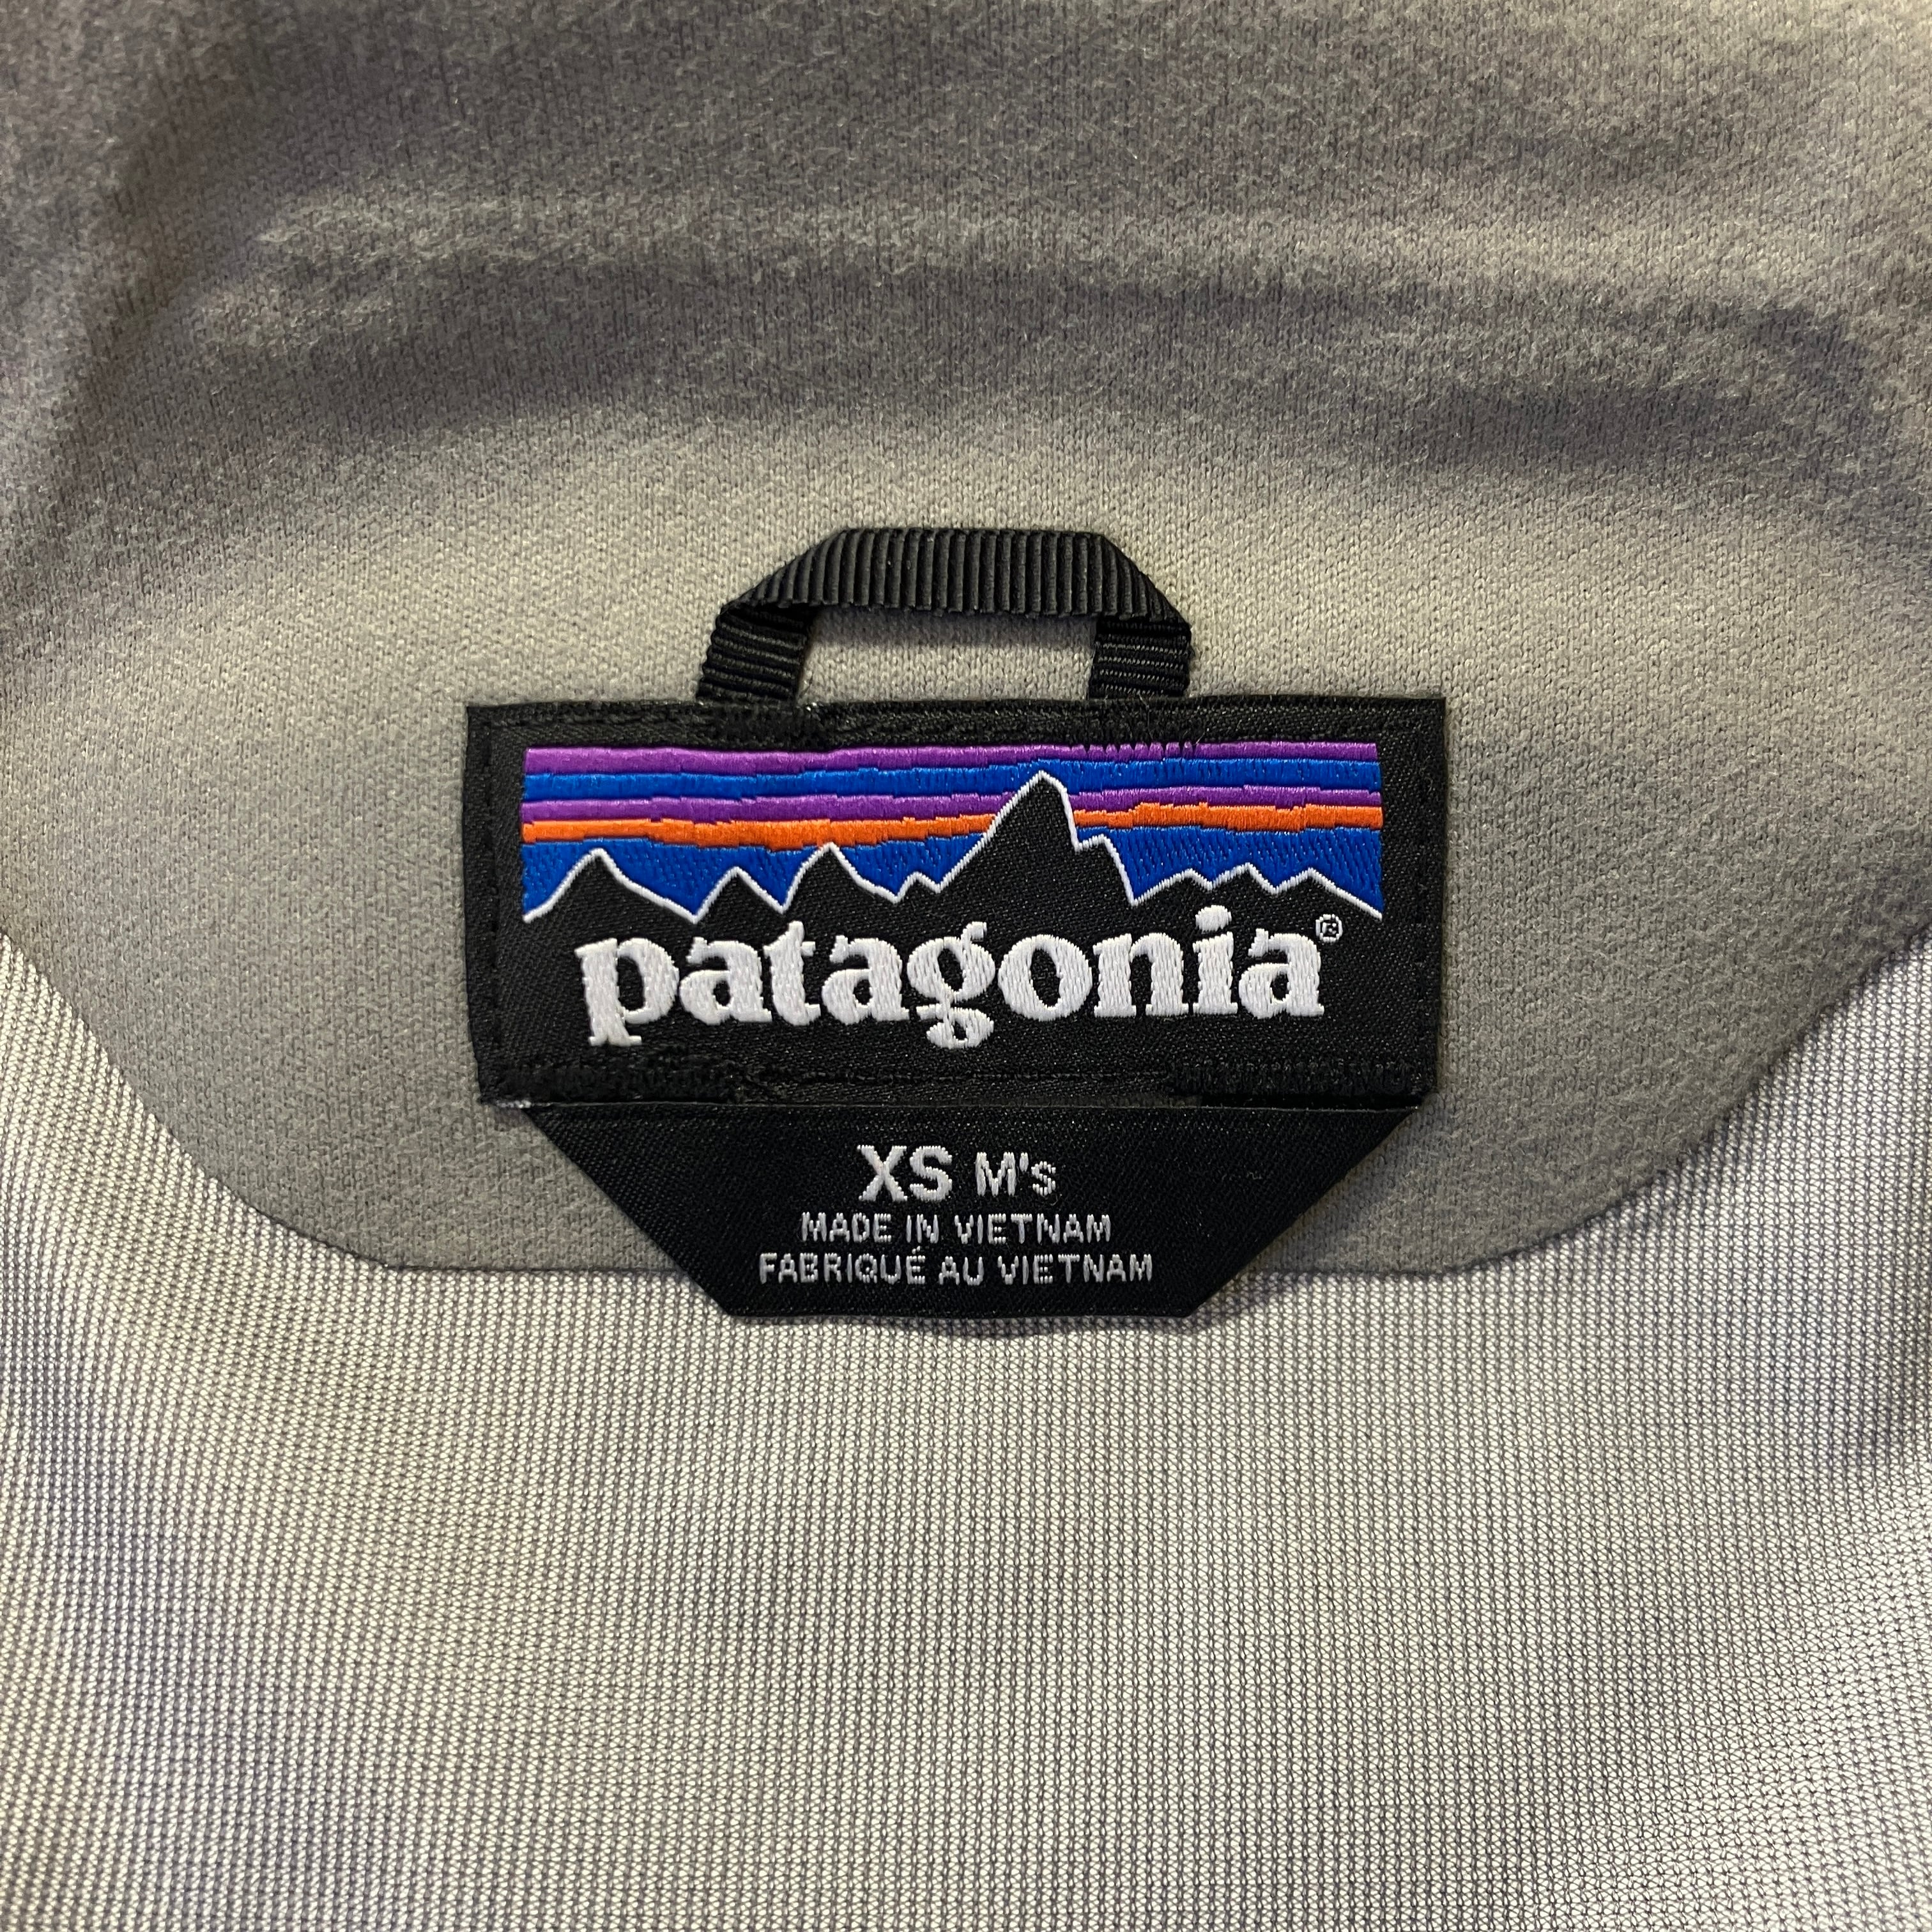 patagonia®
XS M's
MADE IN VIETNAM
FABRIQUÉ AU VIETNAM